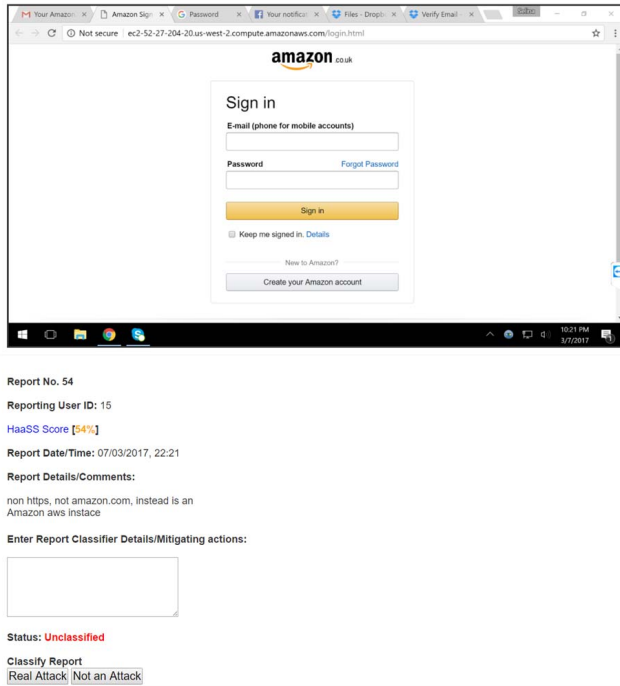 Your Amazon
Amazon Sign
Password
Your notificat
Files - Dropb
Verify Email
Not secure | ec2-52-27-204-20.us-west-2.compute.amazonaws.com/login.html
amazon.co.uk
Sign in
E-mail (phone for mobile accounts)
Password Forgot Password
Sign in
Keep me signed in. Details
New to Amazon?
Create your Amazon account
10:21 PM
3/7/2017
Report No. 54
Reporting User ID: 15
HaaSS Score [54%]
Report Date/Time: 07/03/2017, 22:21
Report Details/Comments:
non https, not amazon.com, instead is an
Amazon aws instace
Enter Report Classifier Details/Mitigating actions:
Status: Unclassified
Classify Report
Real Attack Not an Attack